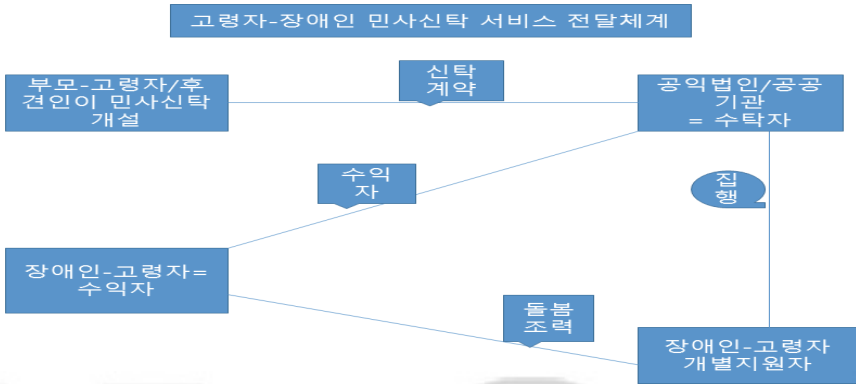 고령자-장애인 민사신탁 서비스 전달체계
부모-고령자/후
견인이 민사신탁
개설
신탁
계약
공익법인/공공
기관
= 수탁자
수익
자
집
행
장애인-고령자=
수익자
돌봄
조력
장애인-고령자
개별지원자